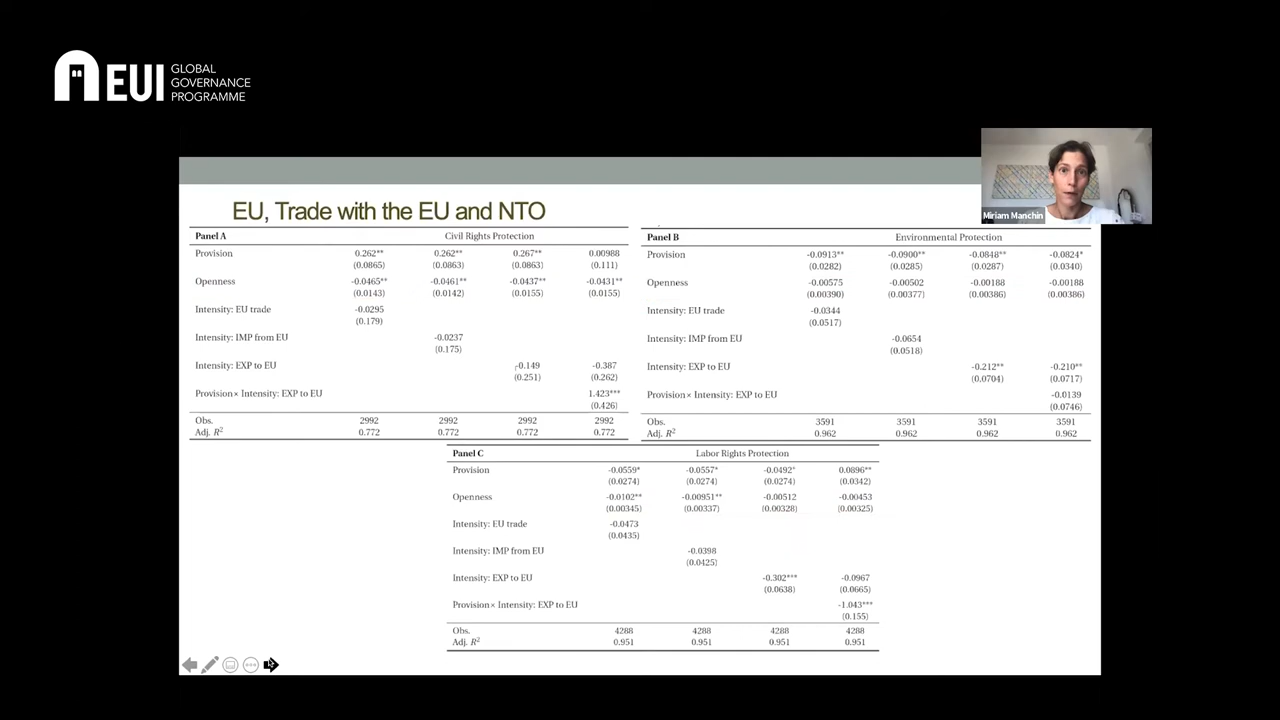 EUI
GLOBAL
GOVERNANCE
PROGRAMME
Miriam Manchin
EU, Trade with the EU and NTO
Panel A Civil Rights Protection
Provision 0.262** 0.262** 0.267** 0.00988
(0.0865) (0.0863) (0.0863) (0.111)
Openness -0.0465** -0.0461** -0.0437** -0.0431**
(0.0143) (0.0142) (0.0155) (0.0155)
Intensity: EU trade -0.0295
(0.179)
Intensity: IMP from EU -0.0237
(0.175)
Intensity: EXP to EU -0.149 -0.387
(0.251) (0.262)
Provision× Intensity: EXP to EU 1.423***
(0.426)
Obs. 2992 2992 2992 2992
Adj. R² 0.772 0.772 0.772 0.772
Panel B Environmental Protection
Provision -0.0913** -0.0900** -0.0848** -0.0824*
(0.0282) (0.0285) (0.0287) (0.0340)
Openness -0.00575 -0.00502 -0.00188 -0.00188
(0.00390) (0.00377) (0.00386) (0.00386)
Intensity: EU trade -0.0344
(0.0517)
Intensity: IMP from EU -0.0654
(0.0518)
Intensity: EXP to EU -0.212** -0.210**
(0.0704) (0.0717)
Provision× Intensity: EXP to EU -0.0139
(0.0746)
Obs. 3591 3591 3591 3591
Adj. R² 0.962 0.962 0.962 0.962
Panel C Labor Rights Protection
Provision -0.0559* -0.0557* -0.0492+ 0.0896**
(0.0274) (0.0274) (0.0274) (0.0342)
Openness -0.0102** -0.00951** -0.00512 -0.00453
(0.00345) (0.00337) (0.00328) (0.00325)
Intensity: EU trade -0.0473
(0.0435)
Intensity: IMP from EU -0.0398
(0.0425)
Intensity: EXP to EU -0.302*** -0.0967
(0.0638) (0.0665)
Provision× Intensity: EXP to EU -1.043***
(0.155)
Obs. 4288 4288 4288 4288
Adj. R² 0.951 0.951 0.951 0.951